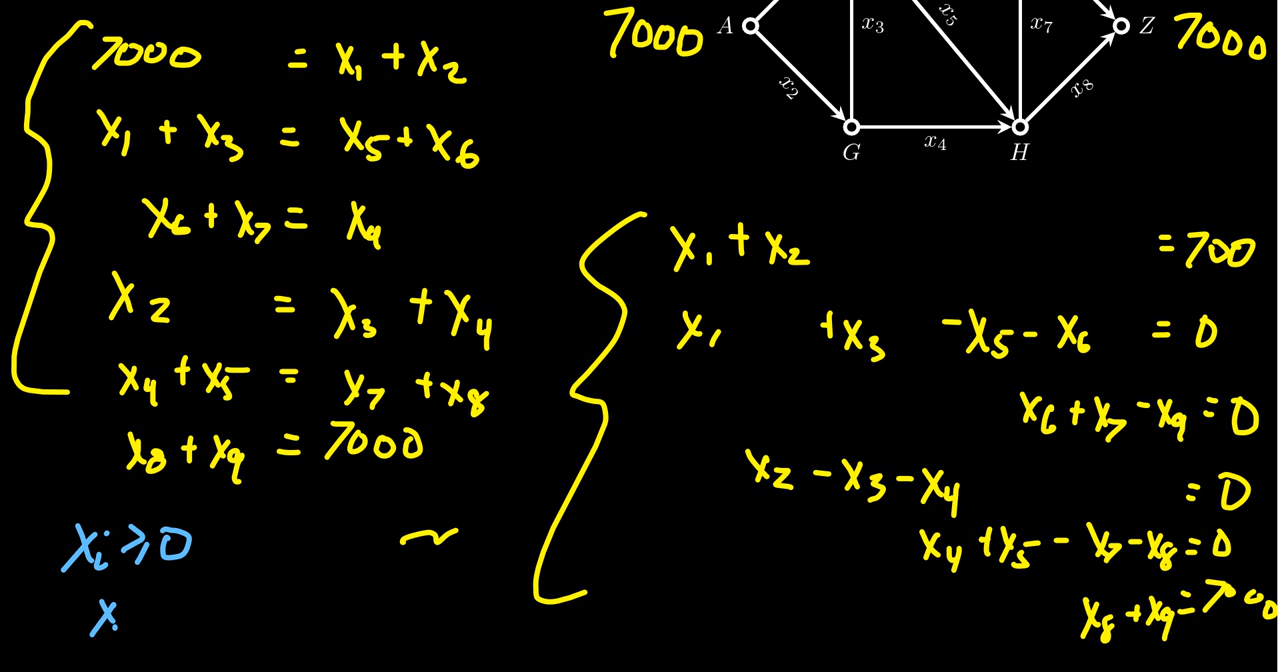 7000 = x₁ + x₂
x₁ + x₃ = x₅ + x₆
x₆ + x₇ = x₉
x₂ = x₃ + x₄
x₄ + x₅ = x₇ + x₈
x₈ + x₉ = 7000
xᵢ ≥ 0
x
~
7000 A x₃ x₅ x₇ Z 7000
x₂ x₈
G x₄ H
x₁ + x₂ = 700
x₁ + x₃ - x₅ - x₆ = 0
x₆ + x₇ - x₉ = 0
x₂ - x₃ - x₄ = 0
x₄ + x₅ - x₇ - x₈ = 0
x₈ + x₉ = 7000